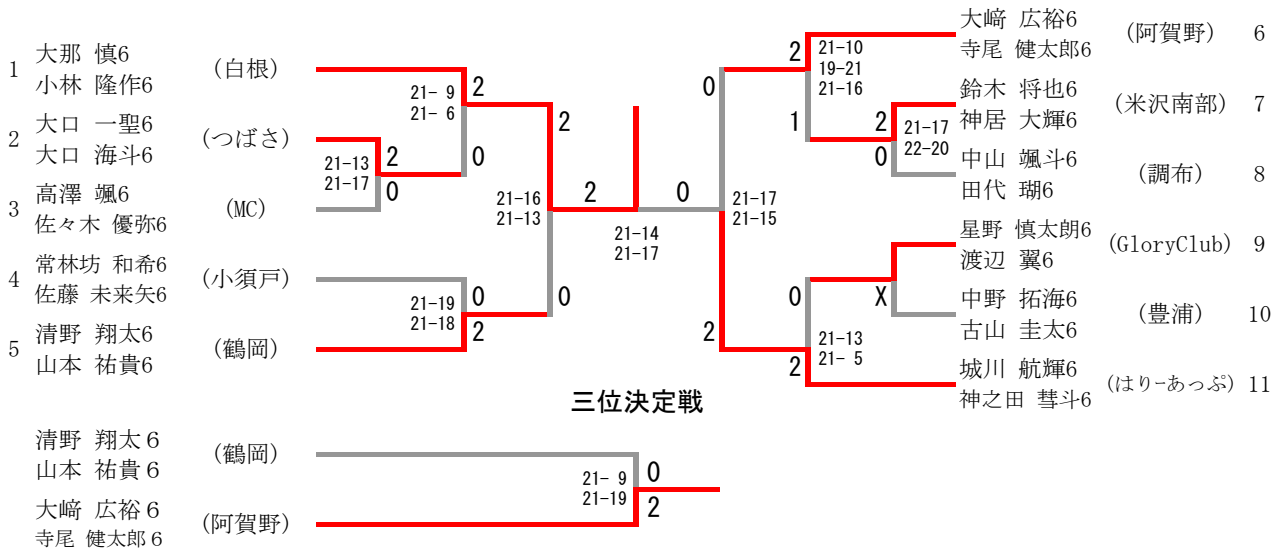 1 大那 慎6
小林 隆作6
(白根)
2 大口 一聖6
大口 海斗6
(つばさ)
3 高澤 颯6
佐々木 優弥6
(MC)
4 常林坊 和希6
佐藤 未来矢6
(小須戸)
5 清野 翔太6
山本 祐貴6
(鶴岡)
21- 9
21- 6
2
0
21-13
21-17
2
0
21-19
21-18
0
2
21-16
21-13
2
0
2
0
21-14
21-17
0
2
21-17
21-15
2
1
21-10
19-21
21-16
2
0
21-17
22-20
0
2
21-13
21- 5
X
大﨑 広裕6
寺尾 健太郎6
(阿賀野) 6
鈴木 将也6
神居 大輝6
(米沢南部) 7
中山 颯斗6
田代 瑚6
(調布) 8
星野 慎太朗6
渡辺 翼6
(GloryClub) 9
中野 拓海6
古山 圭太6
(豊浦) 10
城川 航輝6
神之田 彗斗6
(はりーあっぷ) 11
三位決定戦
清野 翔太6
山本 祐貴6
(鶴岡)
大﨑 広裕6
寺尾 健太郎6
(阿賀野)
21- 9
21-19
0
2